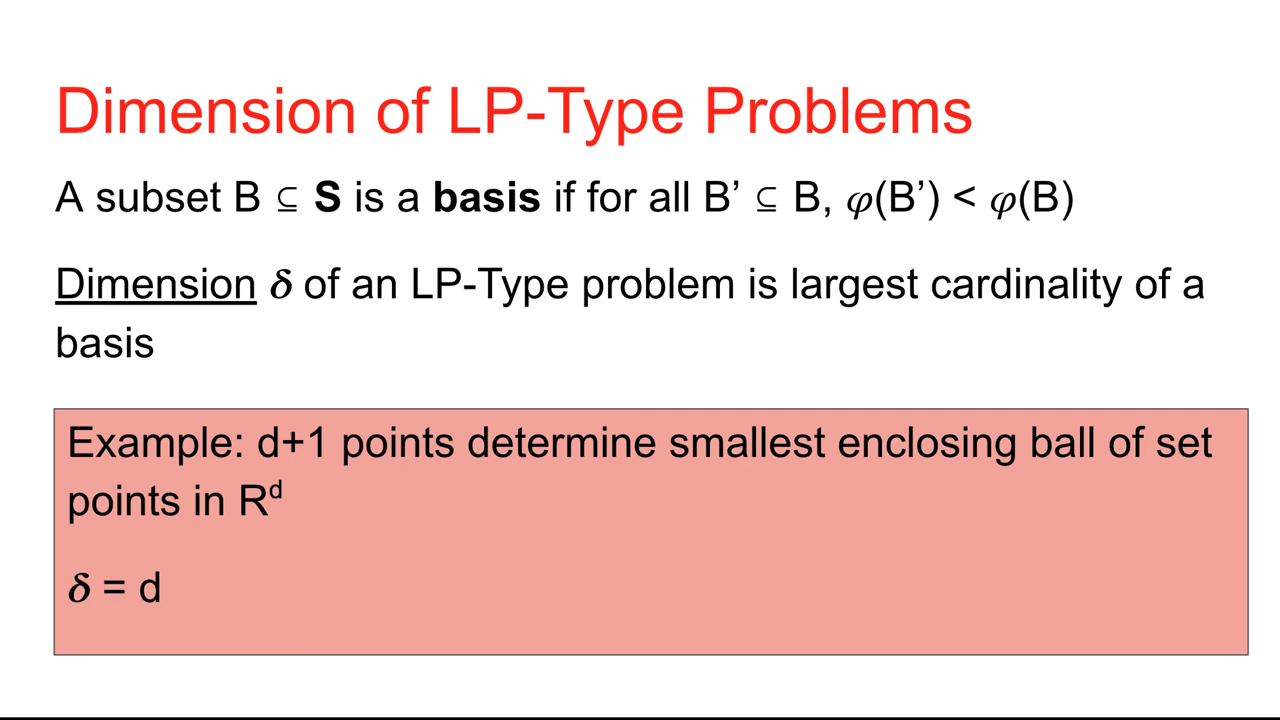 Dimension of LP-Type Problems
A subset B ⊆ S is a basis if for all B’ ⊆ B, φ(B’) < φ(B)
Dimension δ of an LP-Type problem is largest cardinality of a
basis
Example: d+1 points determine smallest enclosing ball of set
points in Rᵈ
δ = d